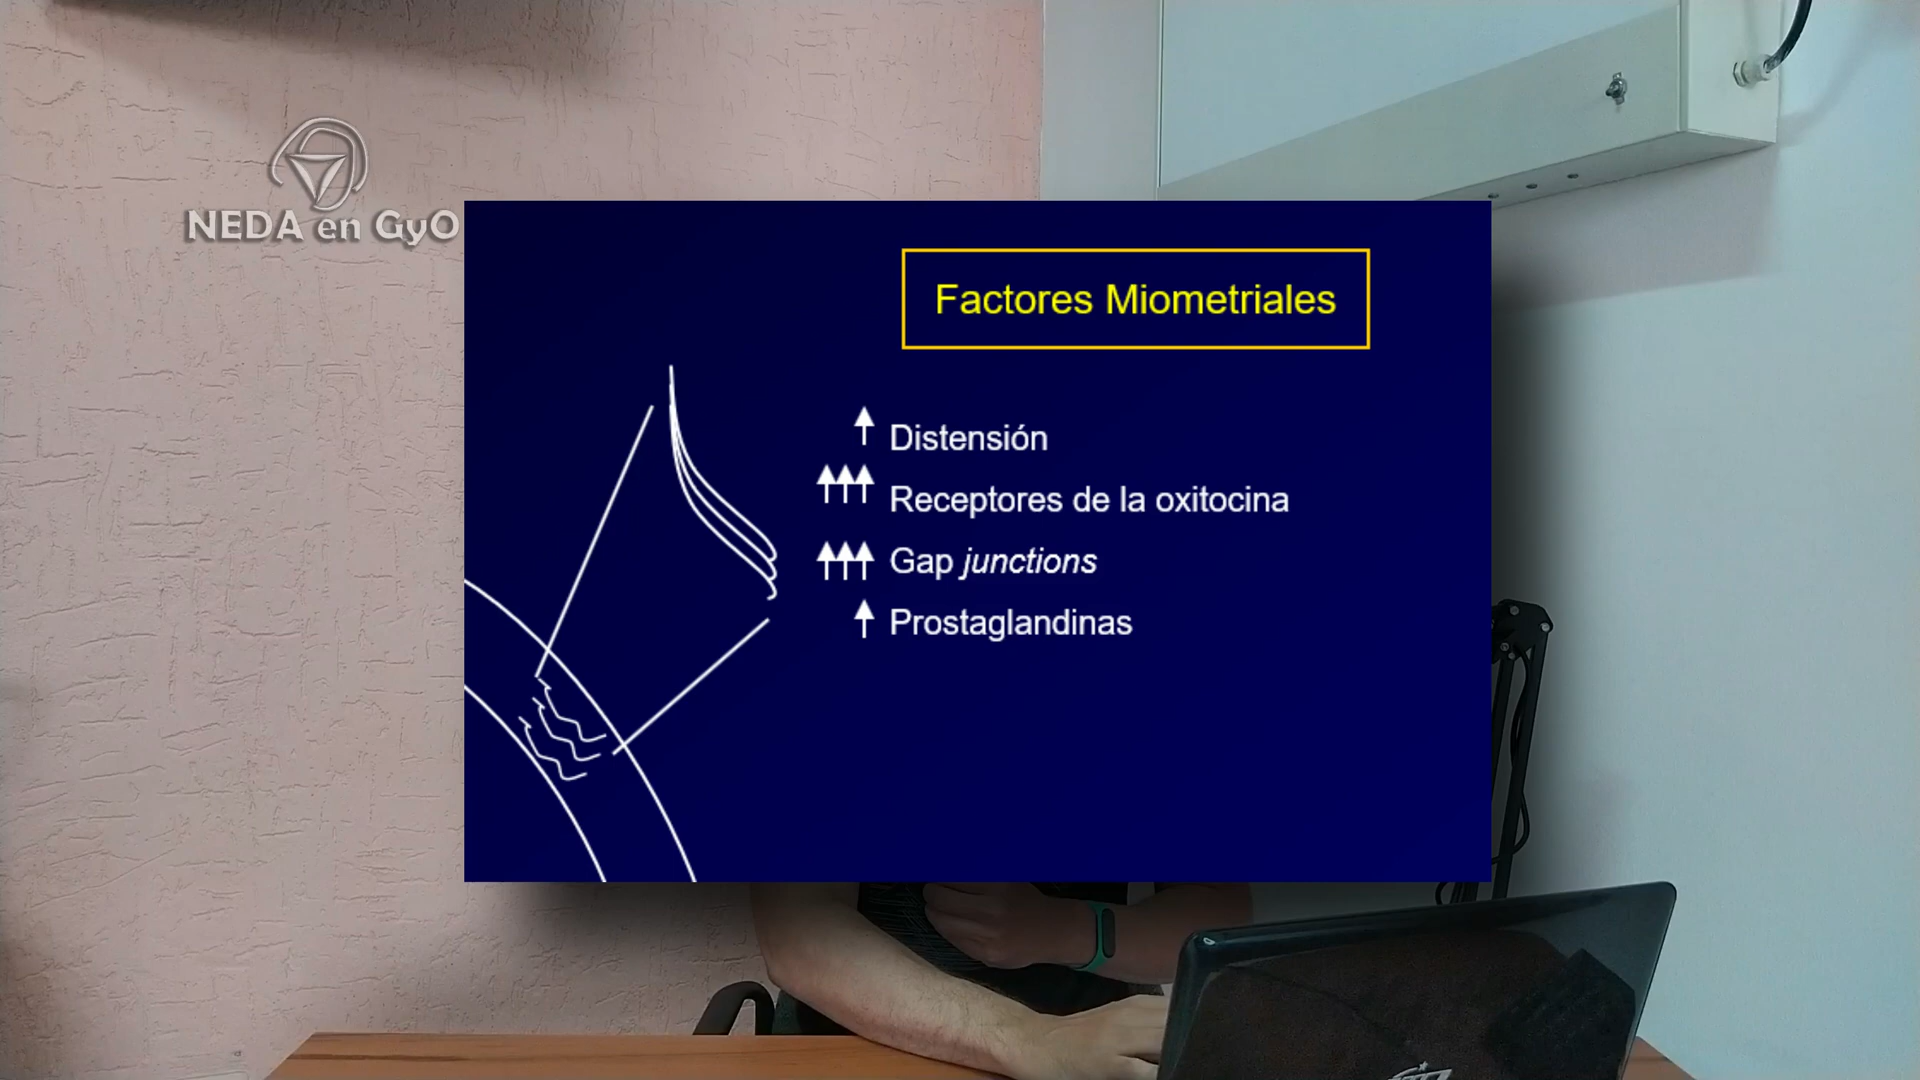 NEDA en GyO
Factores Miometriales
Distensión
Receptores de la oxitocina
Gap junctions
Prostaglandinas